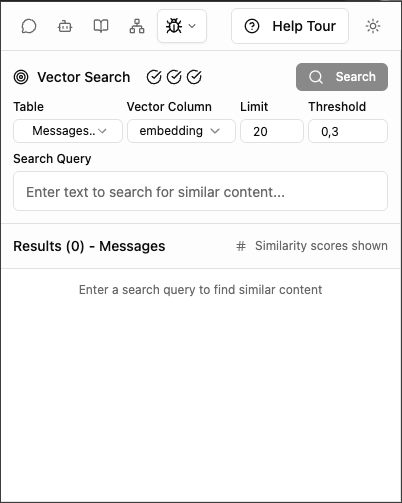 Help Tour
Vector Search
Search
Table Vector Column Limit Threshold
Messages.. embedding 20 0,3
Search Query
Enter text to search for similar content...
Results (0) - Messages # Similarity scores shown
Enter a search query to find similar content